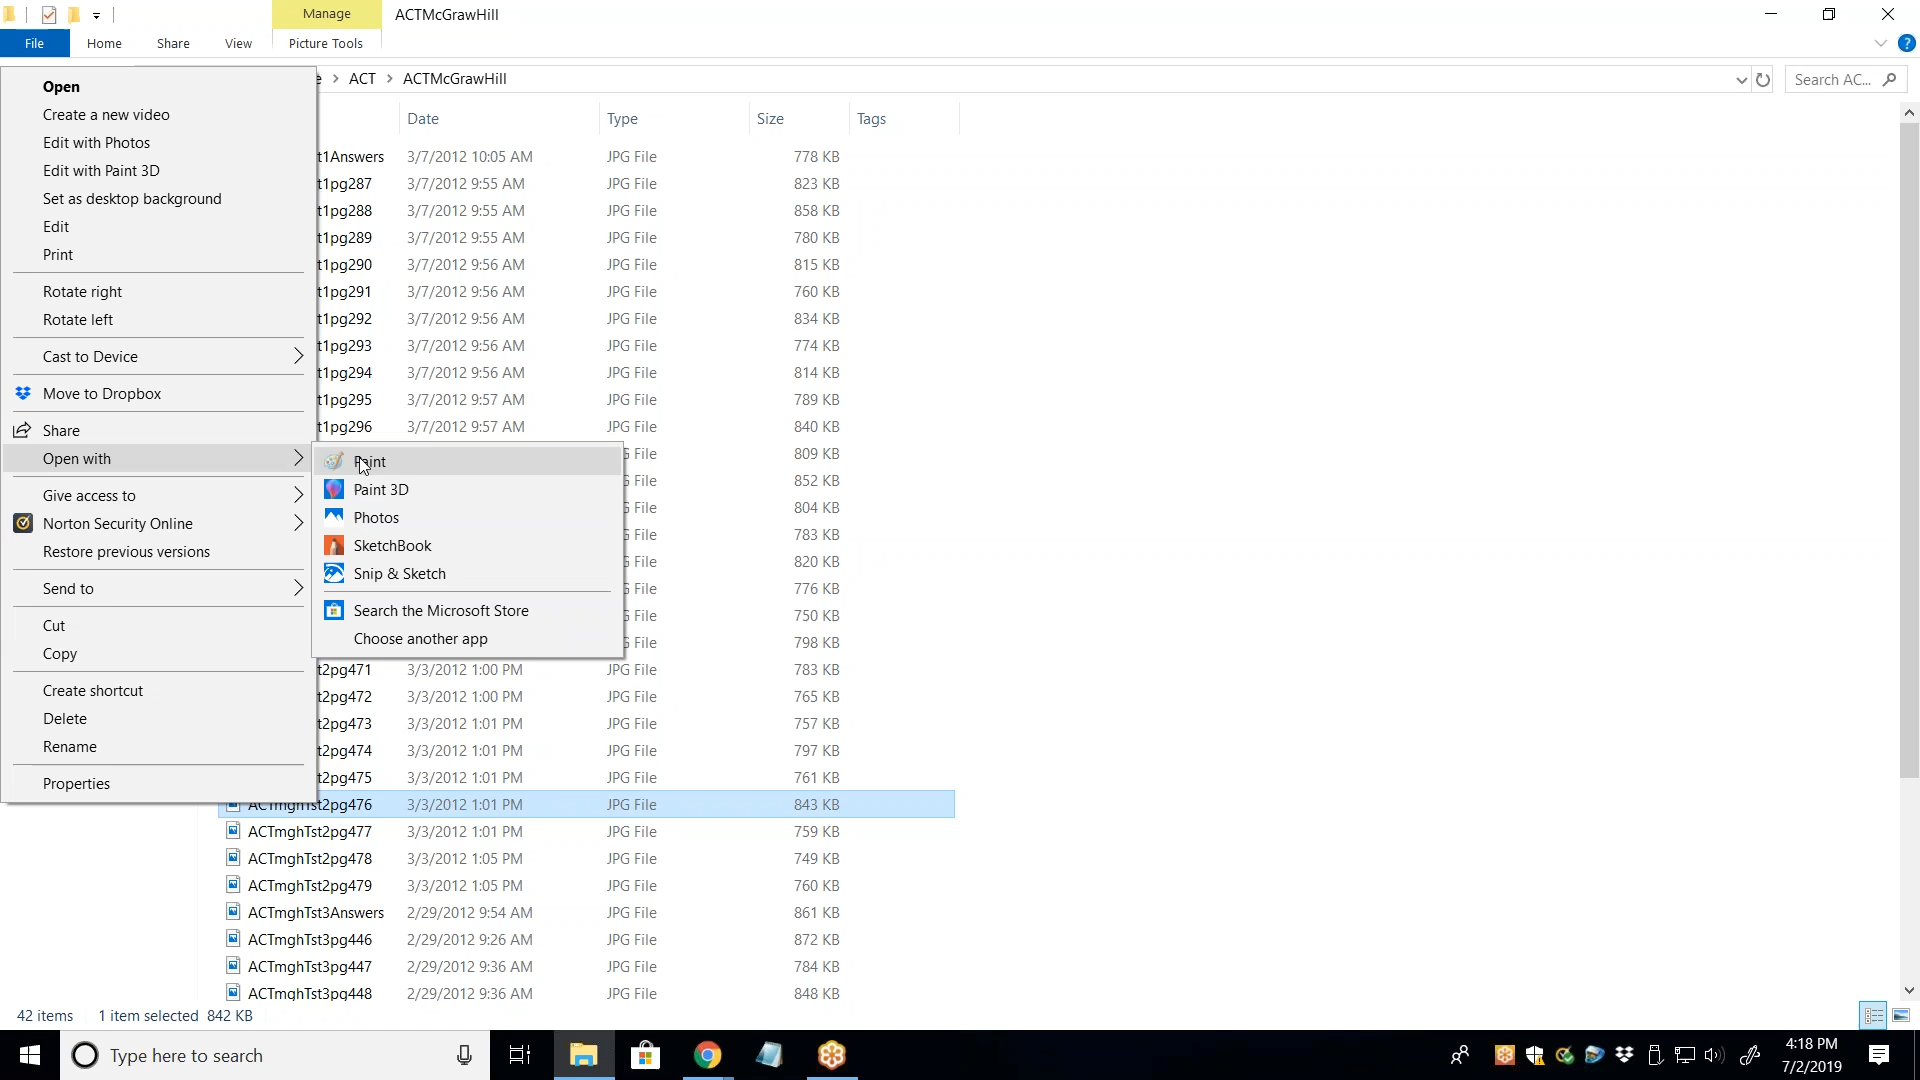 Manage
ACTMcGrawHill
File
Home
Share
View
Picture Tools
ACT
ACTMcGrawHill
Search AC...
Date
Type
Size
Tags
t1Answers 3/7/2012 10:05 AM JPG File 778 KB
t1pg287 3/7/2012 9:55 AM JPG File 823 KB
t1pg288 3/7/2012 9:55 AM JPG File 858 KB
t1pg289 3/7/2012 9:55 AM JPG File 780 KB
t1pg290 3/7/2012 9:56 AM JPG File 815 KB
t1pg291 3/7/2012 9:56 AM JPG File 760 KB
t1pg292 3/7/2012 9:56 AM JPG File 834 KB
t1pg293 3/7/2012 9:56 AM JPG File 774 KB
t1pg294 3/7/2012 9:56 AM JPG File 814 KB
t1pg295 3/7/2012 9:57 AM JPG File 789 KB
t1pg296 3/7/2012 9:57 AM JPG File 840 KB
File 809 KB
File 852 KB
File 804 KB
File 783 KB
File 820 KB
File 776 KB
File 750 KB
File 798 KB
t2pg471 3/3/2012 1:00 PM JPG File 783 KB
t2pg472 3/3/2012 1:00 PM JPG File 765 KB
t2pg473 3/3/2012 1:01 PM JPG File 757 KB
t2pg474 3/3/2012 1:01 PM JPG File 797 KB
t2pg475 3/3/2012 1:01 PM JPG File 761 KB
ACTmghTst2pg476 3/3/2012 1:01 PM JPG File 843 KB
ACTmghTst2pg477 3/3/2012 1:01 PM JPG File 759 KB
ACTmghTst2pg478 3/3/2012 1:05 PM JPG File 749 KB
ACTmghTst2pg479 3/3/2012 1:05 PM JPG File 760 KB
ACTmghTst3Answers 2/29/2012 9:54 AM JPG File 861 KB
ACTmghTst3pg446 2/29/2012 9:26 AM JPG File 872 KB
ACTmghTst3pg447 2/29/2012 9:36 AM JPG File 784 KB
ACTmghTst3pg448 2/29/2012 9:36 AM JPG File 848 KB
Open
Create a new video
Edit with Photos
Edit with Paint 3D
Set as desktop background
Edit
Print
Rotate right
Rotate left
Cast to Device
Move to Dropbox
Share
Open with
Give access to
Norton Security Online
Restore previous versions
Send to
Cut
Copy
Create shortcut
Delete
Rename
Properties
Paint
Paint 3D
Photos
SketchBook
Snip & Sketch
Search the Microsoft Store
Choose another app
42 items 1 item selected 842 KB
Type here to search
4:18 PM
7/2/2019